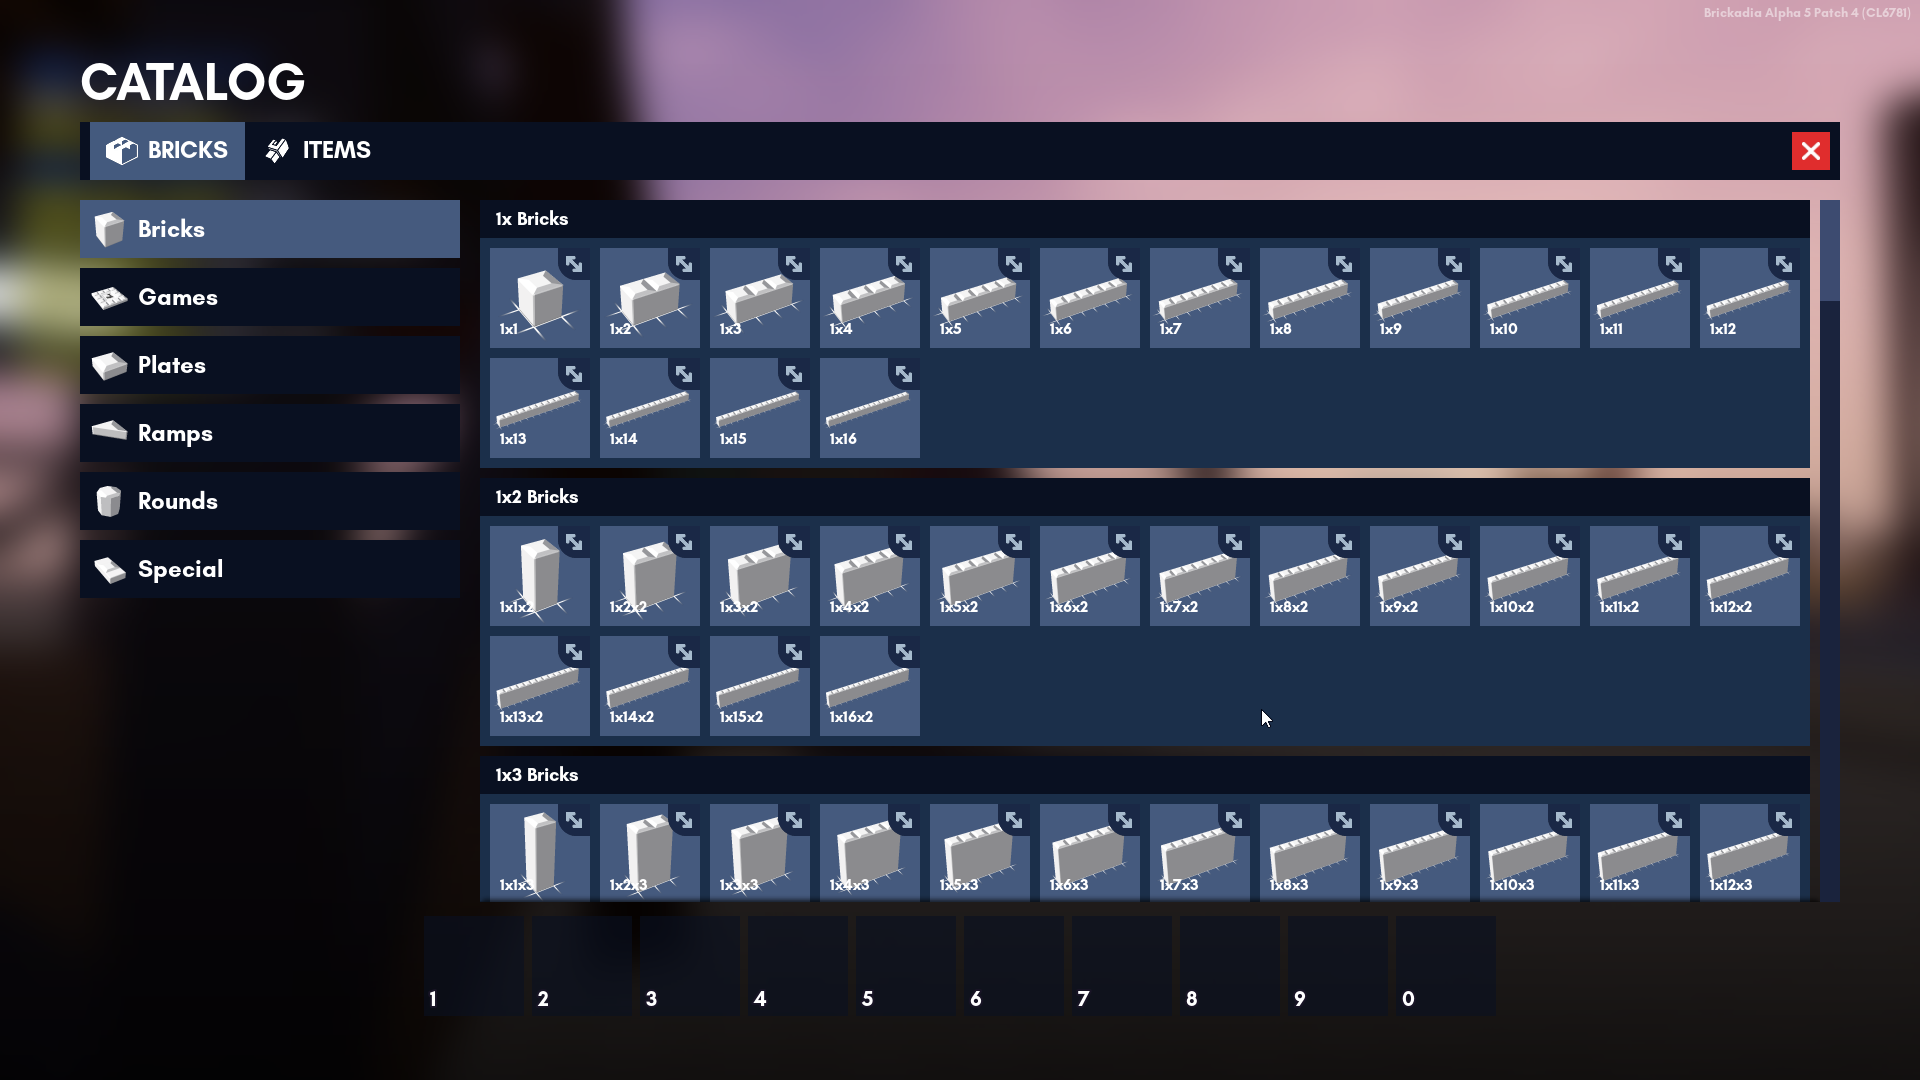 Brickadia Alpha 5 Patch 4 (CL6781)
CATALOG
BRICKS ITEMS
Bricks
Games
Plates
Ramps
Rounds
Special
1x Bricks
1x1 1x2 1x3 1x4 1x5 1x6 1x7 1x8 1x9 1x10 1x11 1x12
1x13 1x14 1x15 1x16
1x2 Bricks
1x1x2 1x2x2 1x3x2 1x4x2 1x5x2 1x6x2 1x7x2 1x8x2 1x9x2 1x10x2 1x11x2 1x12x2
1x13x2 1x14x2 1x15x2 1x16x2
1x3 Bricks
1x1x3 1x2x3 1x3x3 1x4x3 1x5x3 1x6x3 1x7x3 1x8x3 1x9x3 1x10x3 1x11x3 1x12x3
1 2 3 4 5 6 7 8 9 0